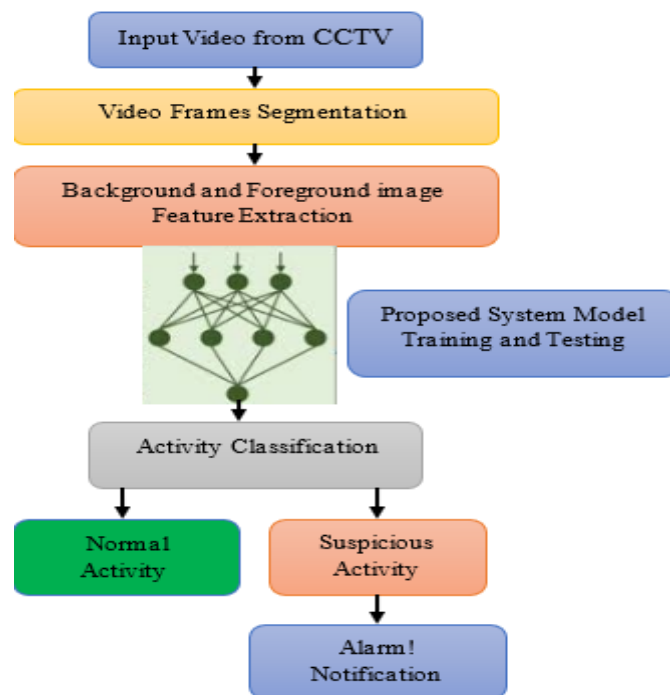 Input Video from CCTV
Video Frames Segmentation
Background and Foreground image
Feature Extraction
Proposed System Model
Training and Testing
Activity Classification
Normal
Activity
Suspicious
Activity
Alarm!
Notification